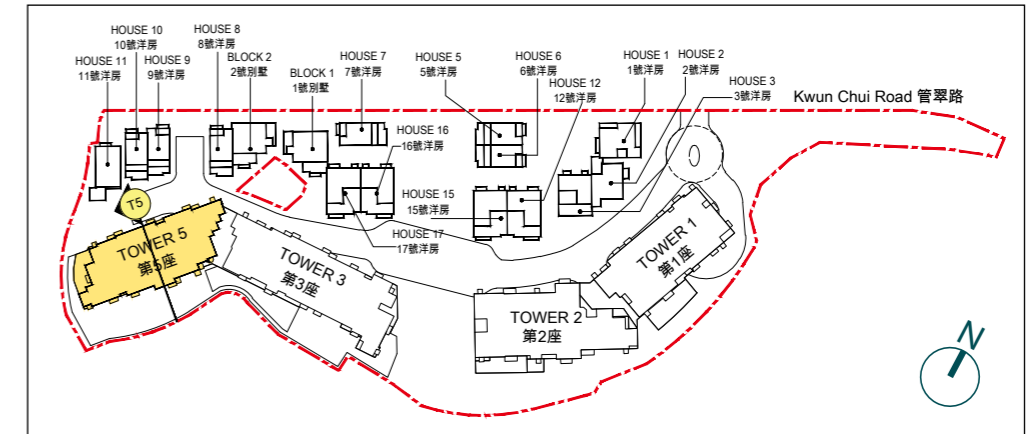 HOUSE 10
10號洋房
HOUSE 8
8號洋房
HOUSE 11
11號洋房
HOUSE 9
9號洋房
BLOCK 2
2號別墅
BLOCK 1
1號別墅
HOUSE 7
7號洋房
HOUSE 5
5號洋房
HOUSE 6
6號洋房
HOUSE 12
12號洋房
HOUSE 1
1號洋房
HOUSE 2
2號洋房
HOUSE 3
3號洋房
Kwun Chui Road 管翠路
HOUSE 16
16號洋房
HOUSE 15
15號洋房
HOUSE 17
17號洋房
T5
TOWER 5
第5座
TOWER 3
第3座
TOWER 2
第2座
TOWER 1
第1座
N